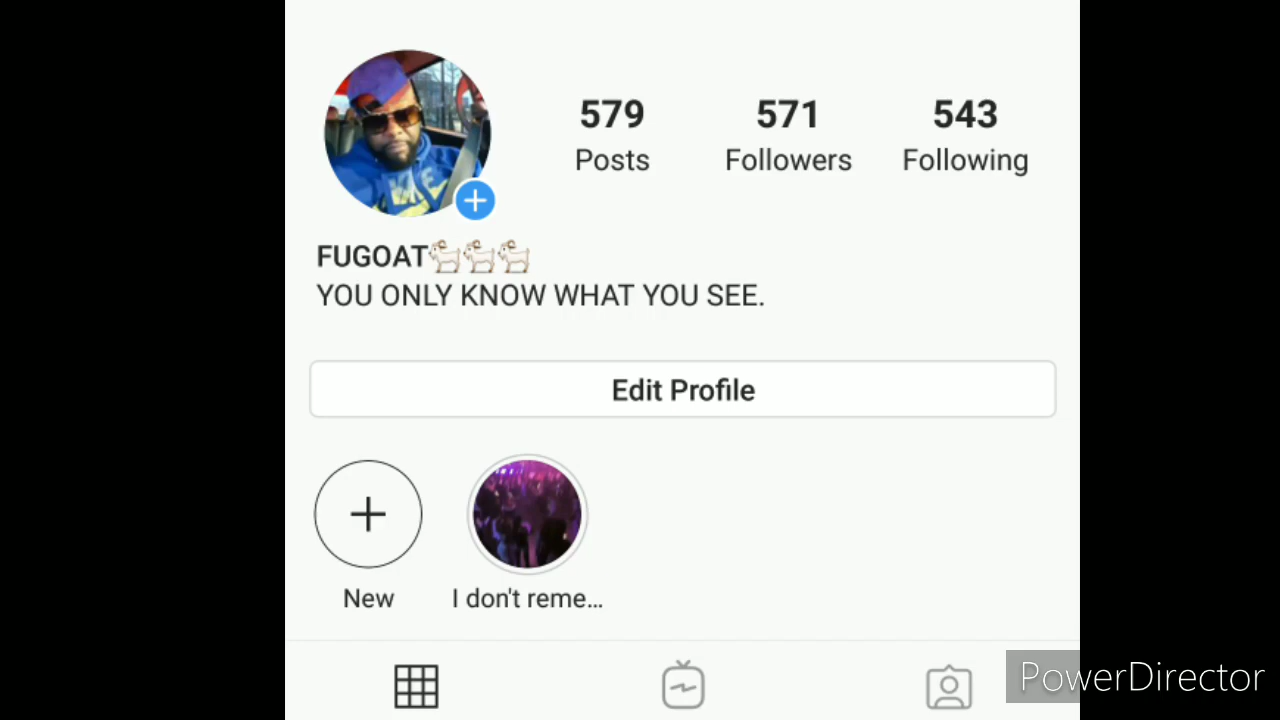 579 571 543
Posts Followers Following
FUGOAT🐐🐐🐐
YOU ONLY KNOW WHAT YOU SEE.
Edit Profile
New I don't reme...
PowerDirector